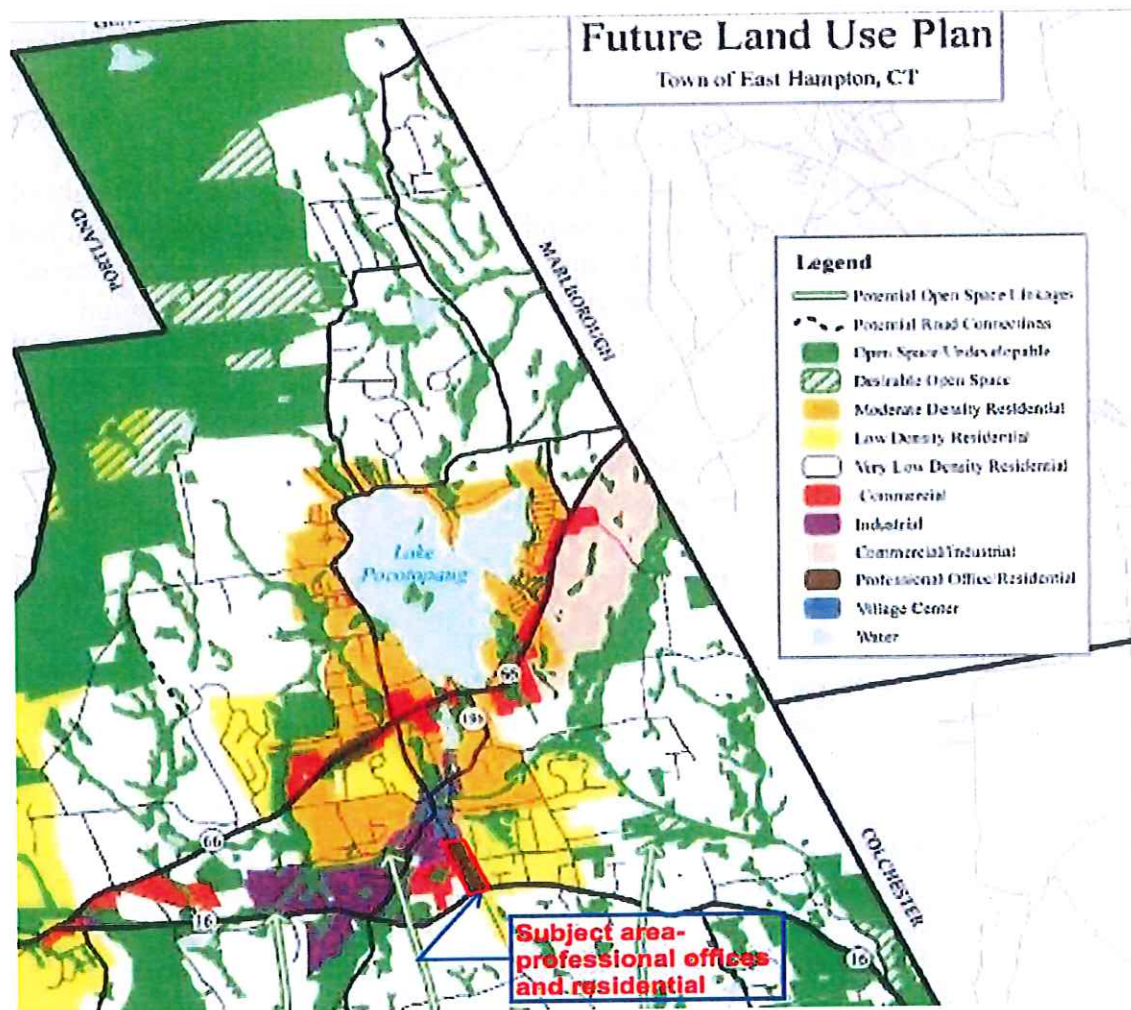 Future Land Use Plan
Town of East Hampton, CT
PORTLAND
MARLBOROUGH
Legend
Potential Open Space Linkages
Potential Road Connections
Open Space/Undevelopable
Desirable Open Space
Moderate Density Residential
Low Density Residential
Very Low Density Residential
Commercial
Industrial
Commercial/Industrial
Professional Office/Residential
Village Center
Water
Lake
Pocotopaug
66
196
66
16
COLCHESTER
16
Subject area-
professional offices
and residential